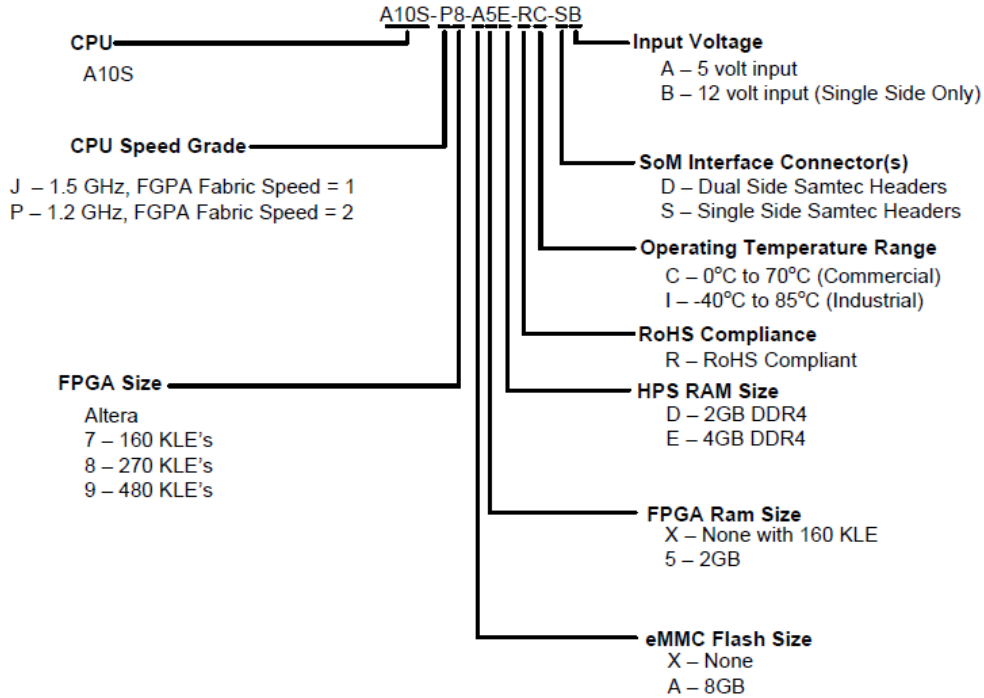 A10S-P8-A5E-RC-SB
CPU
A10S
CPU Speed Grade
J – 1.5 GHz, FGPA Fabric Speed = 1
P – 1.2 GHz, FGPA Fabric Speed = 2
FPGA Size
Altera
7 – 160 KLE's
8 – 270 KLE's
9 – 480 KLE's
Input Voltage
A – 5 volt input
B – 12 volt input (Single Side Only)
SoM Interface Connector(s)
D – Dual Side Samtec Headers
S – Single Side Samtec Headers
Operating Temperature Range
C – 0°C to 70°C (Commercial)
I – -40°C to 85°C (Industrial)
RoHS Compliance
R – RoHS Compliant
HPS RAM Size
D – 2GB DDR4
E – 4GB DDR4
FPGA Ram Size
X – None with 160 KLE
5 – 2GB
eMMC Flash Size
X – None
A – 8GB